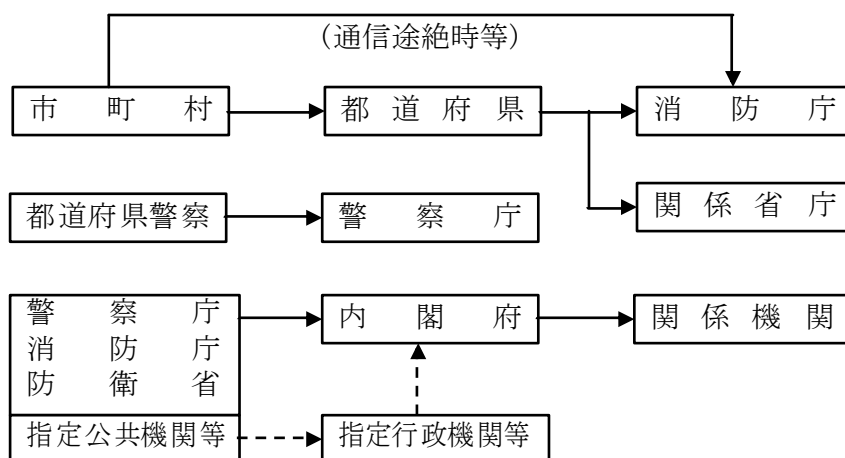 （通信途絶時等）
市町村
都道府県
消防庁
都道府県警察
警察庁
関係省庁
警察庁
内閣府
関係機関
消防庁
防衛省
指定公共機関等
指定行政機関等